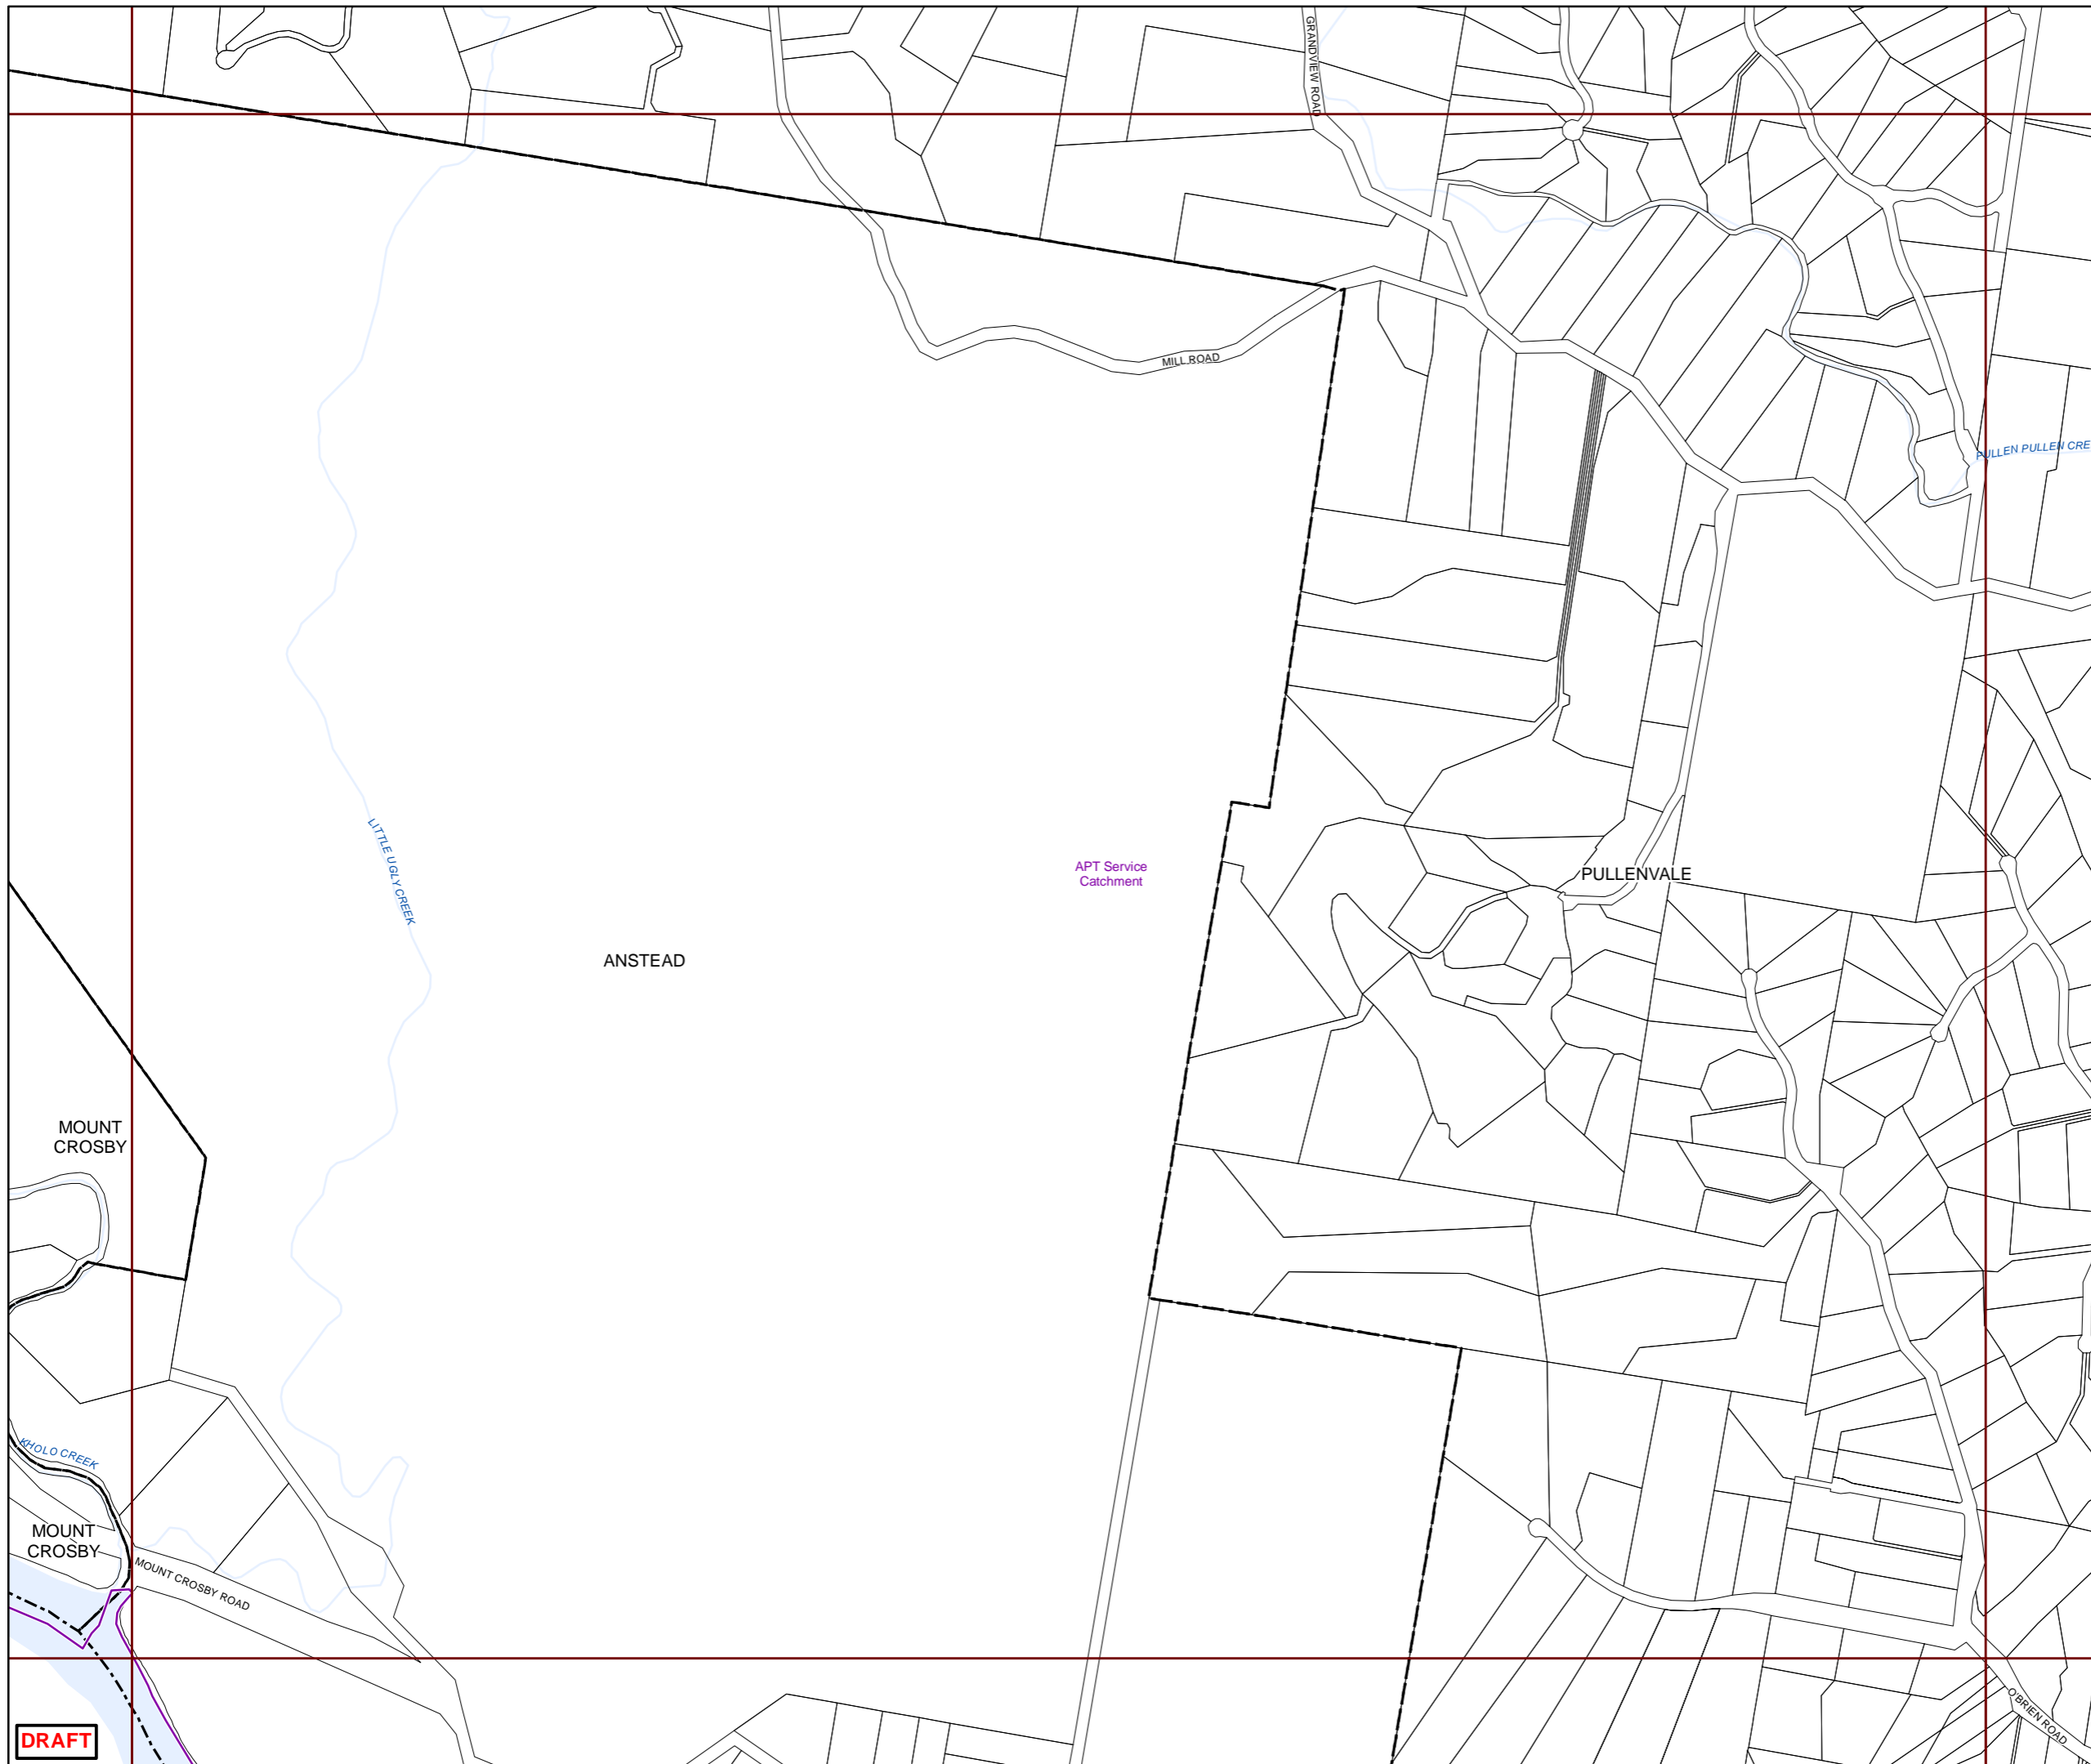 GRANDVIEW ROAD
MILL ROAD
PULLEN PULLEN CRE
LITTLE UGLY CREEK
APT Service
Catchment
PULLENVALE
ANSTEAD
MOUNT
CROSBY
KHOLO CREEK
MOUNT
CROSBY
MOUNT CROSBY ROAD
O'BRIEN ROAD
DRAFT